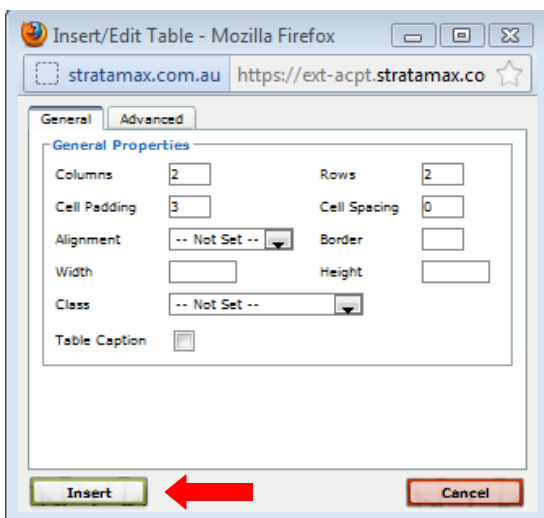 Insert/Edit Table - Mozilla Firefox
stratamax.com.au https://ext-acpt.stratamax.co
General Advanced
General Properties
Columns 2 Rows 2
Cell Padding 3 Cell Spacing 0
Alignment -- Not Set -- Border
Width Height
Class -- Not Set --
Table Caption
Insert Cancel